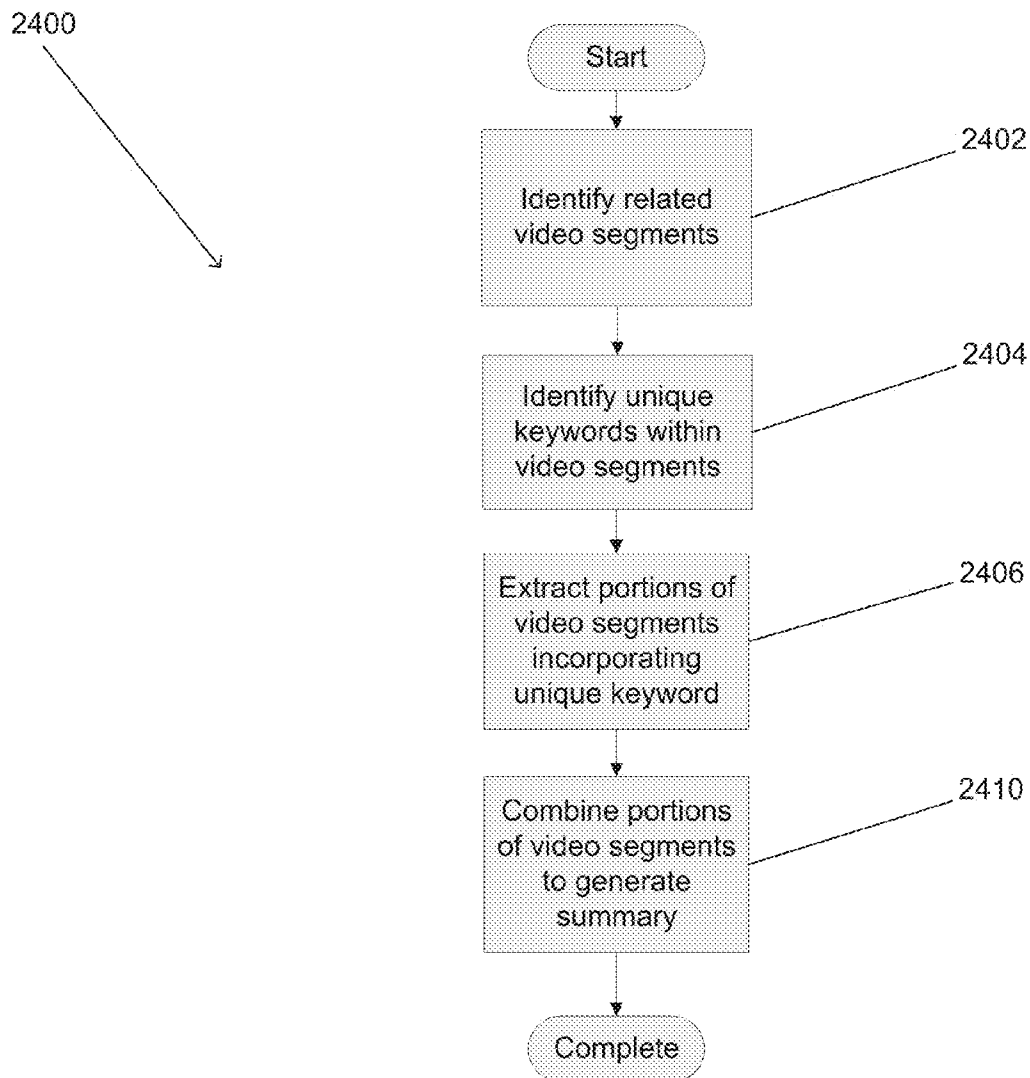 2400
Start
2402
Identify related
video segments
2404
Identify unique
keywords within
video segments
2406
Extract portions of
video segments
incorporating
unique keyword
2410
Combine portions
of video segments
to generate
summary
Complete